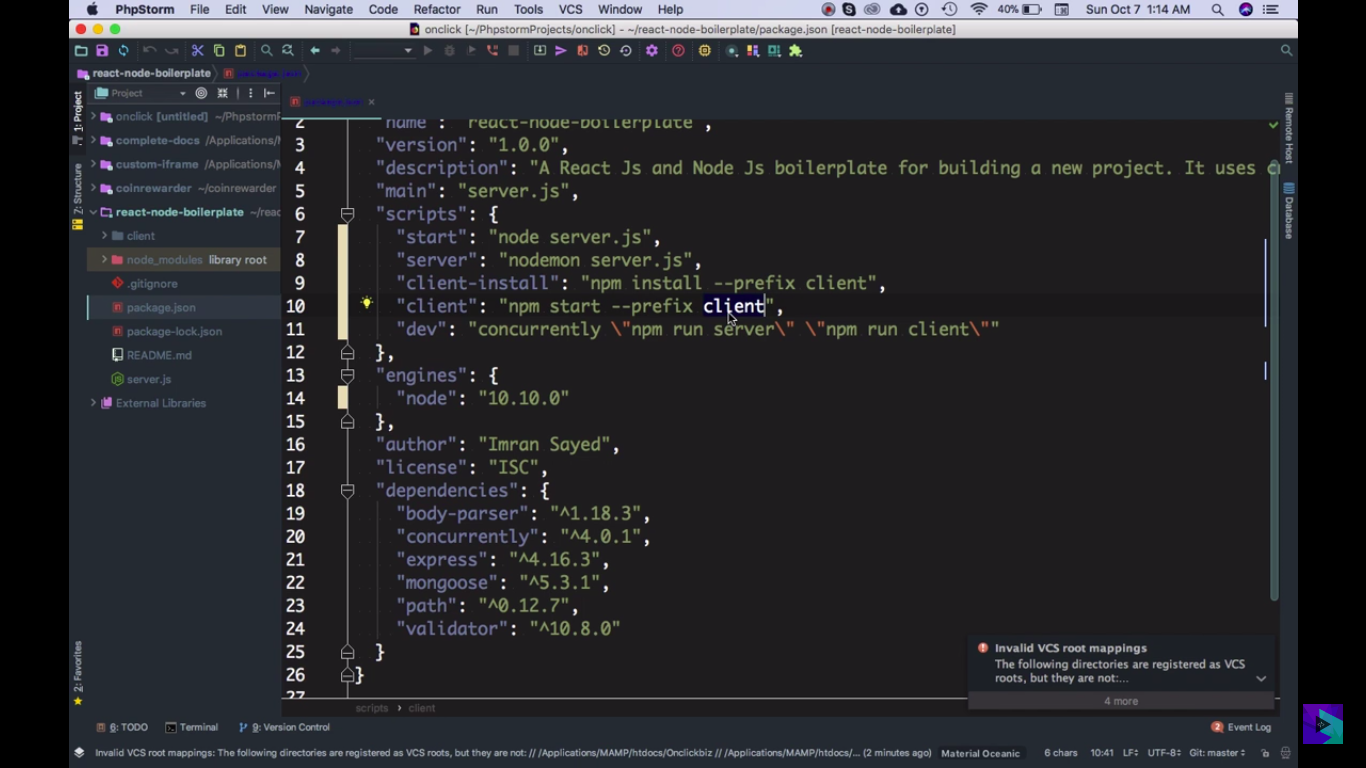 PhpStorm File Edit View Navigate Code Refactor Run Tools VCS Window Help 40% Sun Oct 7 1:14 AM
onclick [~/PhpstormProjects/onclick] - ~/react-node-boilerplate/package.json [react-node-boilerplate]
react-node-boilerplate package.json
Project
package.json
1: Project
Z: Structure
2: Favorites
Remote Host
Database
onclick [untitled] ~/Phpstorm
complete-docs /Applications/
custom-iframe /Applications/
coinrewarder ~/coinrewarder
react-node-boilerplate ~/reac
client
node_modules library root
.gitignore
package.json
package-lock.json
README.md
server.js
External Libraries
2 "name": "react-node-boilerplate",
3 "version": "1.0.0",
4 "description": "A React Js and Node Js boilerplate for building a new project. It uses c
5 "main": "server.js",
6 "scripts": {
7 "start": "node server.js",
8 "server": "nodemon server.js",
9 "client-install": "npm install --prefix client",
10 "client": "npm start --prefix client",
11 "dev": "concurrently \"npm run server\" \"npm run client\""
12 },
13 "engines": {
14 "node": "10.10.0"
15 },
16 "author": "Imran Sayed",
17 "license": "ISC",
18 "dependencies": {
19 "body-parser": "^1.18.3",
20 "concurrently": "^4.0.1",
21 "express": "^4.16.3",
22 "mongoose": "^5.3.1",
23 "path": "^0.12.7",
24 "validator": "^10.8.0"
25 }
26 }
27
Invalid VCS root mappings
The following directories are registered as VCS
roots, but they are not:...
4 more
scripts › client
6: TODO Terminal 9: Version Control 2 Event Log
Invalid VCS root mappings: The following directories are registered as VCS roots, but they are not: // /Applications/MAMP/htdocs/Onclickbiz // /Applications/MAMP/htdocs/... (2 minutes ago) Material Oceanic 6 chars 10:41 LF UTF-8 Git: master